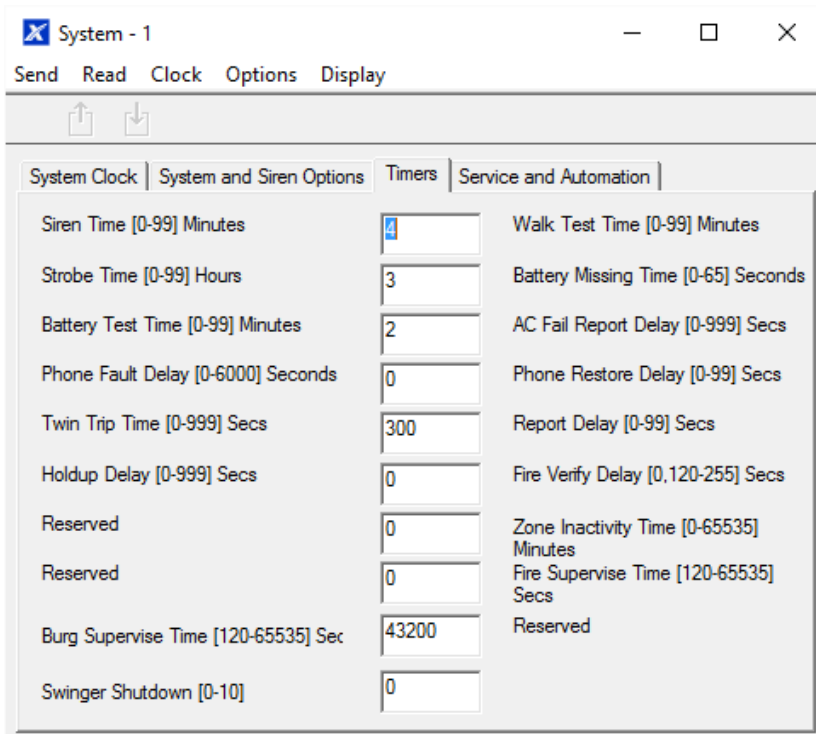 System - 1
Send Read Clock Options Display
System Clock System and Siren Options Timers Service and Automation
Siren Time [0-99] Minutes 4 Walk Test Time [0-99] Minutes
Strobe Time [0-99] Hours 3 Battery Missing Time [0-65] Seconds
Battery Test Time [0-99] Minutes 2 AC Fail Report Delay [0-999] Secs
Phone Fault Delay [0-6000] Seconds 0 Phone Restore Delay [0-99] Secs
Twin Trip Time [0-999] Secs 300 Report Delay [0-99] Secs
Holdup Delay [0-999] Secs 0 Fire Verify Delay [0,120-255] Secs
Reserved 0 Zone Inactivity Time [0-65535]
Minutes
Reserved 0 Fire Supervise Time [120-65535]
Secs
Burg Supervise Time [120-65535] Sec 43200 Reserved
Swinger Shutdown [0-10] 0